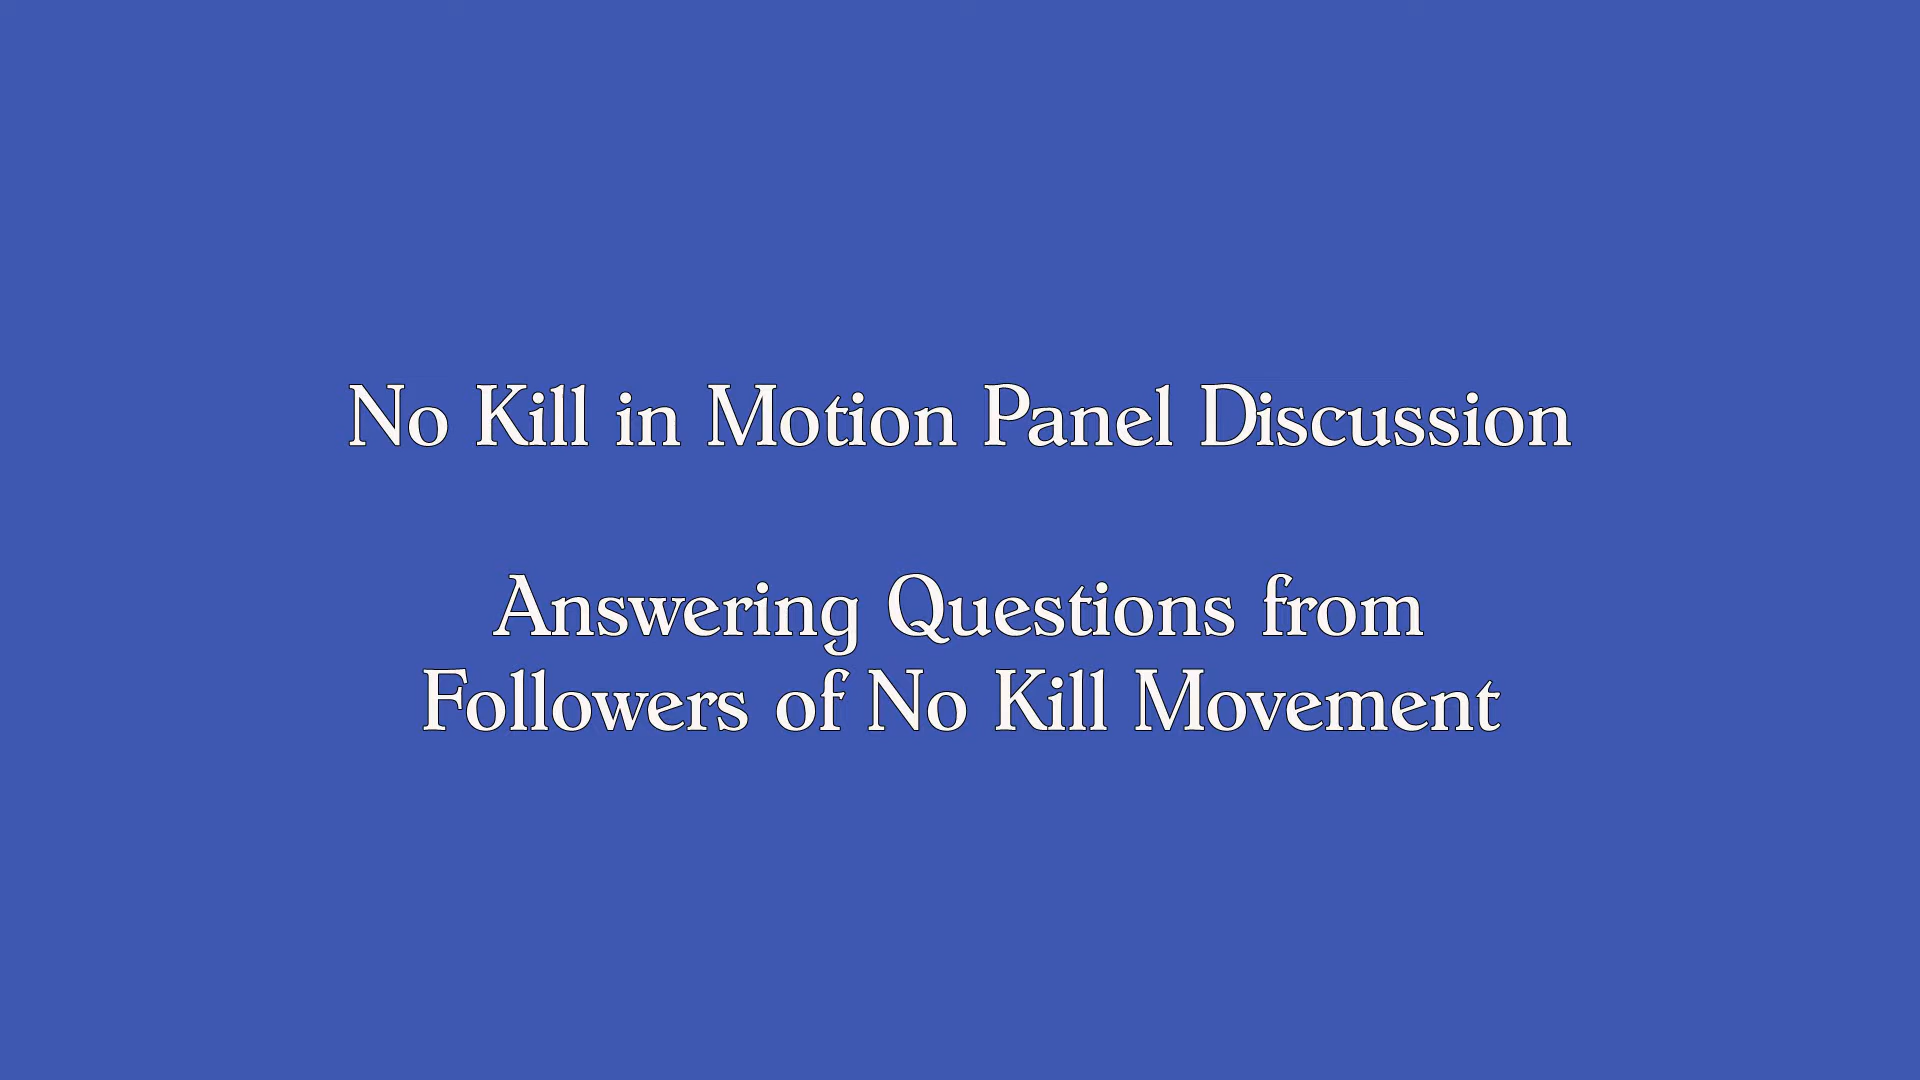 No Kill in Motion Panel Discussion
Answering Questions from
Followers of No Kill Movement